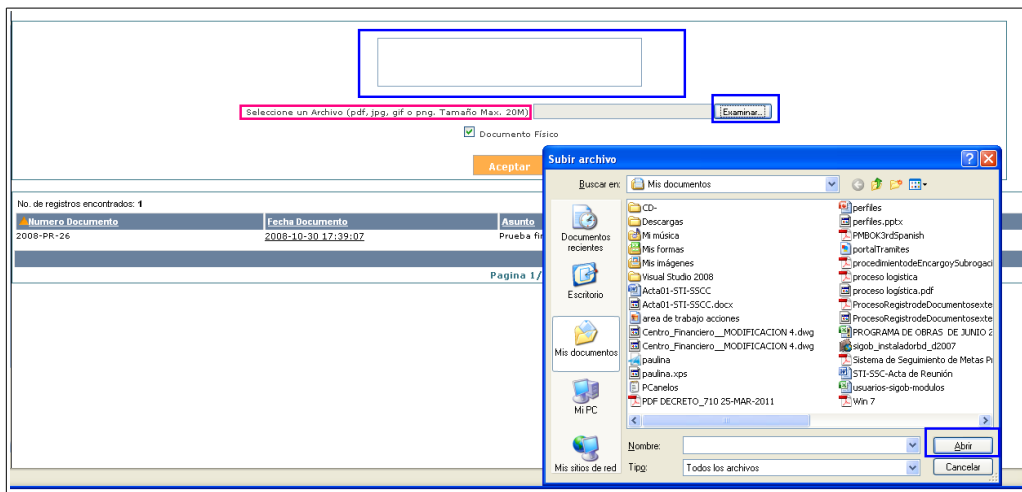 Seleccione un Archivo (pdf, jpg, gif o png. Tamaño Max. 20M)
Examinar...
Documento Físico
Aceptar
No. de registros encontrados: 1
Numero Documento Fecha Documento Asunto
2008-PR-26 2008-10-30 17:39:07 Prueba fi
Pagina 1/
Subir archivo
Buscar en: Mis documentos
Documentos recientes
Escritorio
Mis documentos
Mi PC
Mis sitios de red
CD-
Descargas
Mi música
Mis formas
Mis imágenes
Visual Studio 2008
Acta01-STI-SSCC
Acta01-STI-SSCC.docx
area de trabajo acciones
Centro_Financiero__MODIFICACION 4.dwg
Centro_Financiero__MODIFICACION 4.dwg
paulina
paulina.xps
PCanelos
PDF DECRETO_710 25-MAR-2011
perfiles
perfiles.pptx
PMBOK3rdSpanish
portalTramites
procedimientodeEncargoySubrogaci
proceso logistica
proceso logística.pdf
ProcesoRegistrodeDocumentosexte
ProcesoRegistrodeDocumentosexte
PROGRAMA DE OBRAS DE JUNIO 2
sigob_instaladorbd_d2007
Sistema de Seguimiento de Metas Pr
STI-SSC-Acta de Reunión
usuarios-sigob-modulos
Win 7
Nombre:
Abrir
Tipo: Todos los archivos
Cancelar